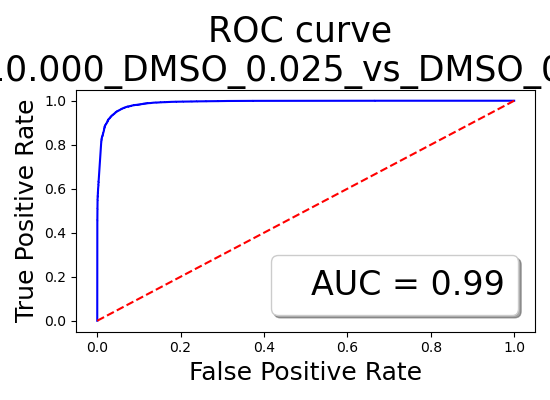 ROC curve
0.000_DMSO_0.025_vs_DMSO_0
True Positive Rate
1.0
0.8
0.6
0.4
0.2
0.0
AUC = 0.99
0.0 0.2 0.4 0.6 0.8 1.0
False Positive Rate